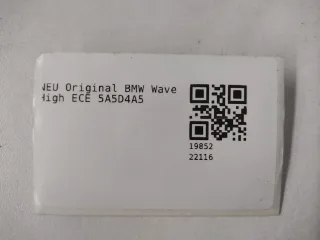 NEU Original BMW Wave
High ECE 5A5D4A5
19852
22116